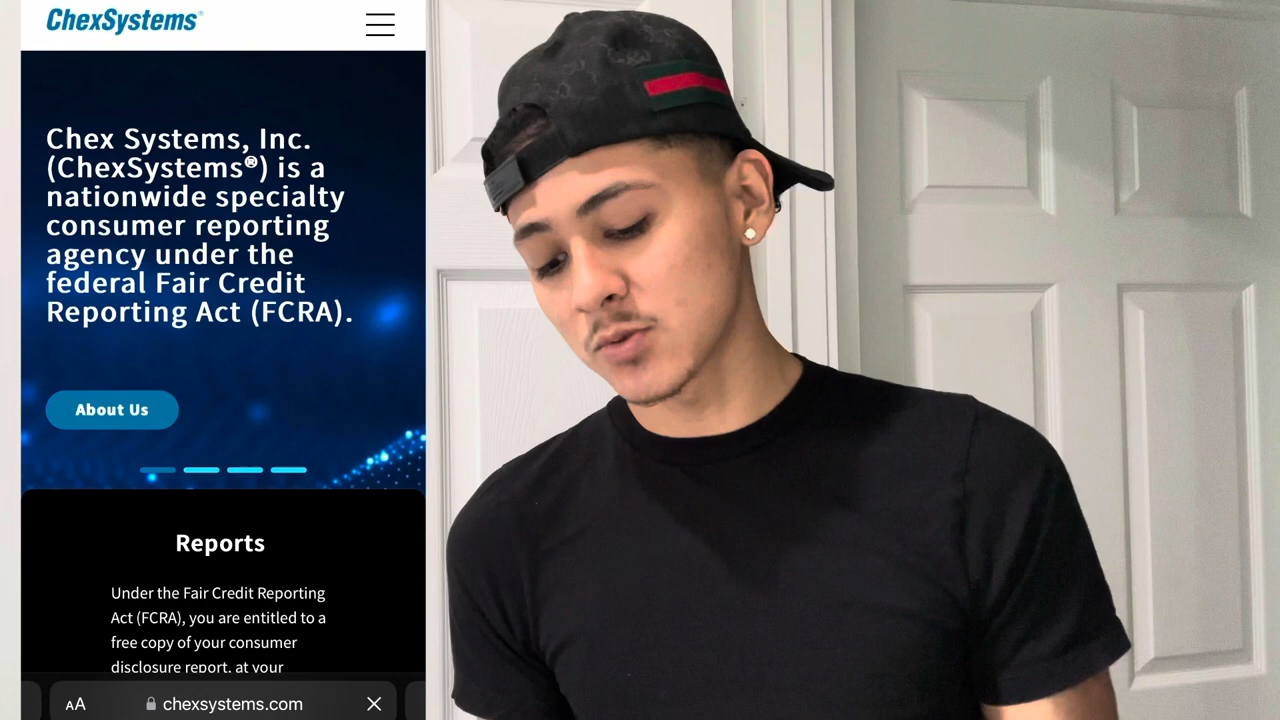 ChexSystems®
Chex Systems, Inc.
(ChexSystems®) is a
nationwide specialty
consumer reporting
agency under the
federal Fair Credit
Reporting Act (FCRA).
About Us
Reports
Under the Fair Credit Reporting
Act (FCRA), you are entitled to a
free copy of your consumer
disclosure report, at your
AA chexsystems.com